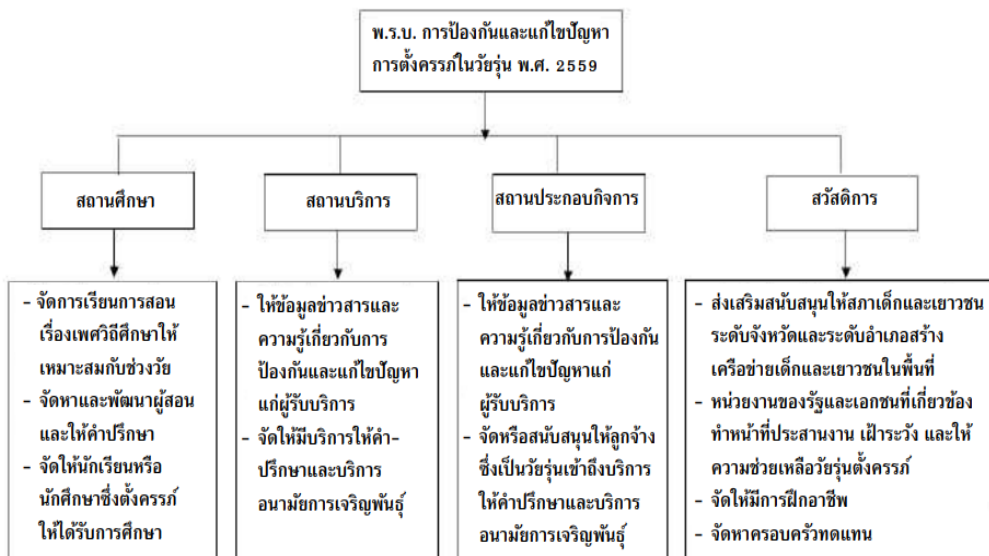 พ.ร.บ. การป้องกันและแก้ไขปัญหา
การตั้งครรภ์ในวัยรุ่น พ.ศ. 2559
สถานศึกษา
สถานบริการ
สถานประกอบกิจการ
สวัสดิการ
- จัดการเรียนการสอน
เรื่องเพศวิถีศึกษาให้
เหมาะสมกับช่วงวัย
- จัดหาและพัฒนาผู้สอน
และให้คำปรึกษา
- จัดให้นักเรียนหรือ
นักศึกษาซึ่งตั้งครรภ์
ให้ได้รับการศึกษา
- ให้ข้อมูลข่าวสารและ
ความรู้เกี่ยวกับการ
ป้องกันและแก้ไขปัญหา
แก่ผู้รับบริการ
- จัดให้มีบริการให้คำ-
ปรึกษาและบริการ
อนามัยการเจริญพันธุ์
- ให้ข้อมูลข่าวสารและ
ความรู้เกี่ยวกับการป้องกัน
และแก้ไขปัญหาแก่
ผู้รับบริการ
- จัดหรือสนับสนุนให้ลูกจ้าง
ซึ่งเป็นวัยรุ่นเข้าถึงบริการ
ให้คำปรึกษาและบริการ
อนามัยการเจริญพันธุ์
- ส่งเสริมสนับสนุนให้สภาเด็กและเยาวชน
ระดับจังหวัดและระดับอำเภอสร้าง
เครือข่ายเด็กและเยาวชนในพื้นที่
- หน่วยงานของรัฐและเอกชนที่เกี่ยวข้อง
ทำหน้าที่ประสานงาน เฝ้าระวัง และให้
ความช่วยเหลือวัยรุ่นตั้งครรภ์
- จัดให้มีการฝึกอาชีพ
- จัดหาครอบครัวทดแทน